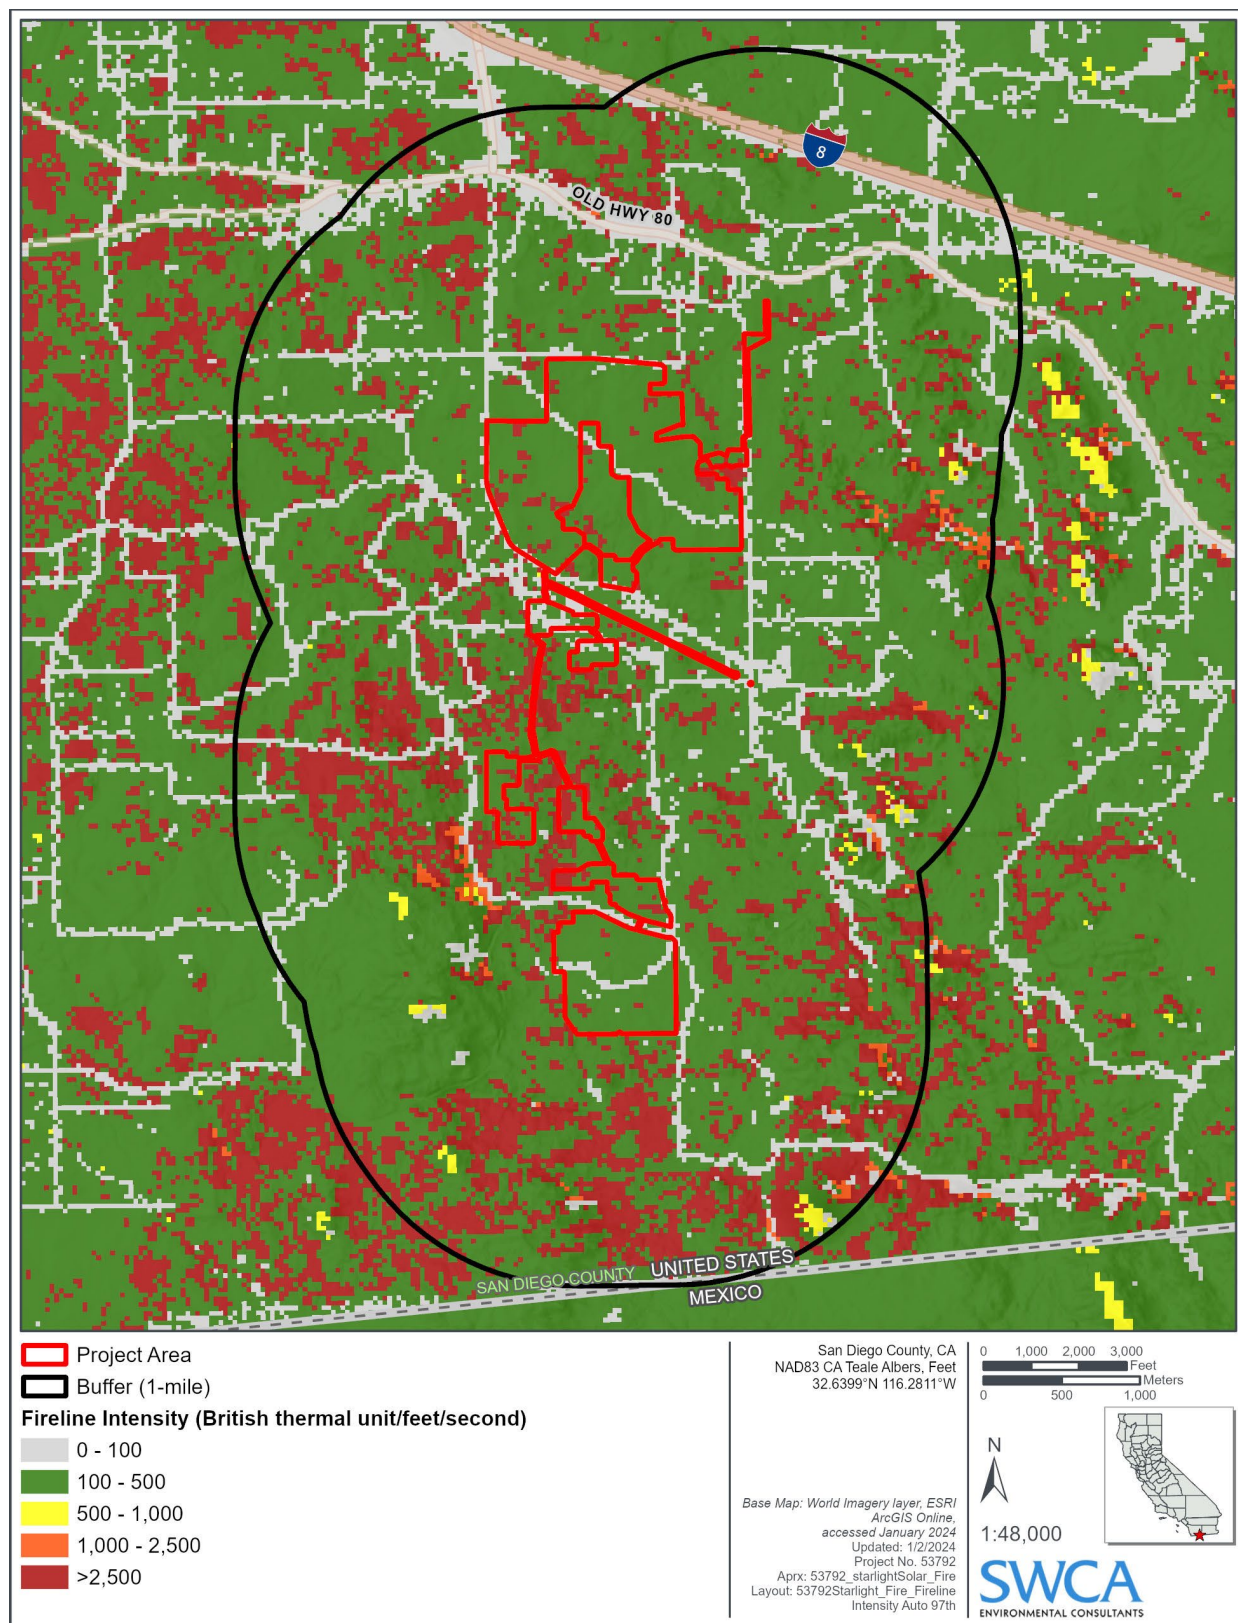 8
OLD HWY 80
SAN DIEGO COUNTY
UNITED STATES
MEXICO
Project Area
Buffer (1-mile)
Fireline Intensity (British thermal unit/feet/second)
0 - 100
100 - 500
500 - 1,000
1,000 - 2,500
>2,500
San Diego County, CA
NAD83 CA Teale Albers, Feet
32.6399°N 116.2811°W
Base Map: World Imagery layer, ESRI
ArcGIS Online,
accessed January 2024
Updated: 1/2/2024
Project No. 53792
Aprx: 53792_starlightSolar_Fire
Layout: 53792Starlight_Fire_Fireline
Intensity Auto 97th
0 1,000 2,000 3,000
Feet
Meters
0 500 1,000
N
1:48,000
SWCA
ENVIRONMENTAL CONSULTANTS